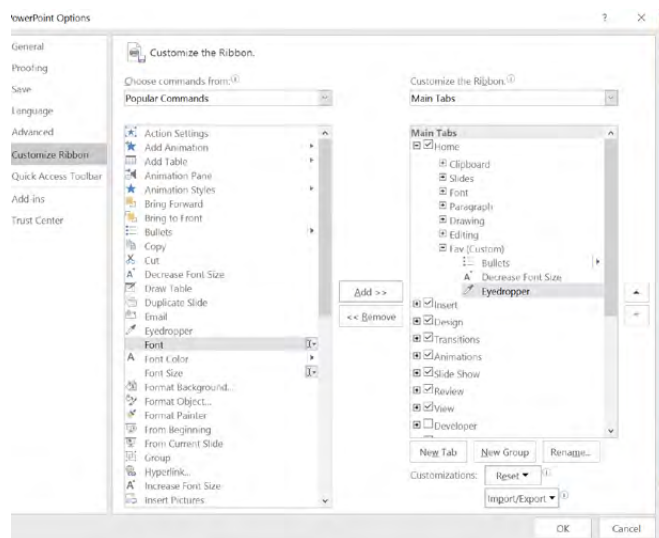 PowerPoint Options
?
General
Proofing
Save
Language
Advanced
Customize Ribbon
Quick Access Toolbar
Add-ins
Trust Center
Customize the Ribbon.
Choose commands from:
Popular Commands
Action Settings
Add Animation
Add Table
Animation Pane
Animation Styles
Bring Forward
Bring to Front
Bullets
Copy
Cut
Decrease Font Size
Draw Table
Duplicate Slide
Email
Eyedropper
Font
Font Color
Font Size
Format Background...
Format Object...
Format Painter
From Beginning
From Current Slide
Group
Hyperlink...
Increase Font Size
Insert Pictures
Add >>
<< Remove
Customize the Ribbon:
Main Tabs
Main Tabs
Home
Clipboard
Slides
Font
Paragraph
Drawing
Editing
Fav (Custom)
Bullets
Decrease Font Size
Eyedropper
Insert
Design
Transitions
Animations
Slide Show
Review
View
Developer
New Tab New Group Rename...
Customizations: Reset
Import/Export
OK Cancel